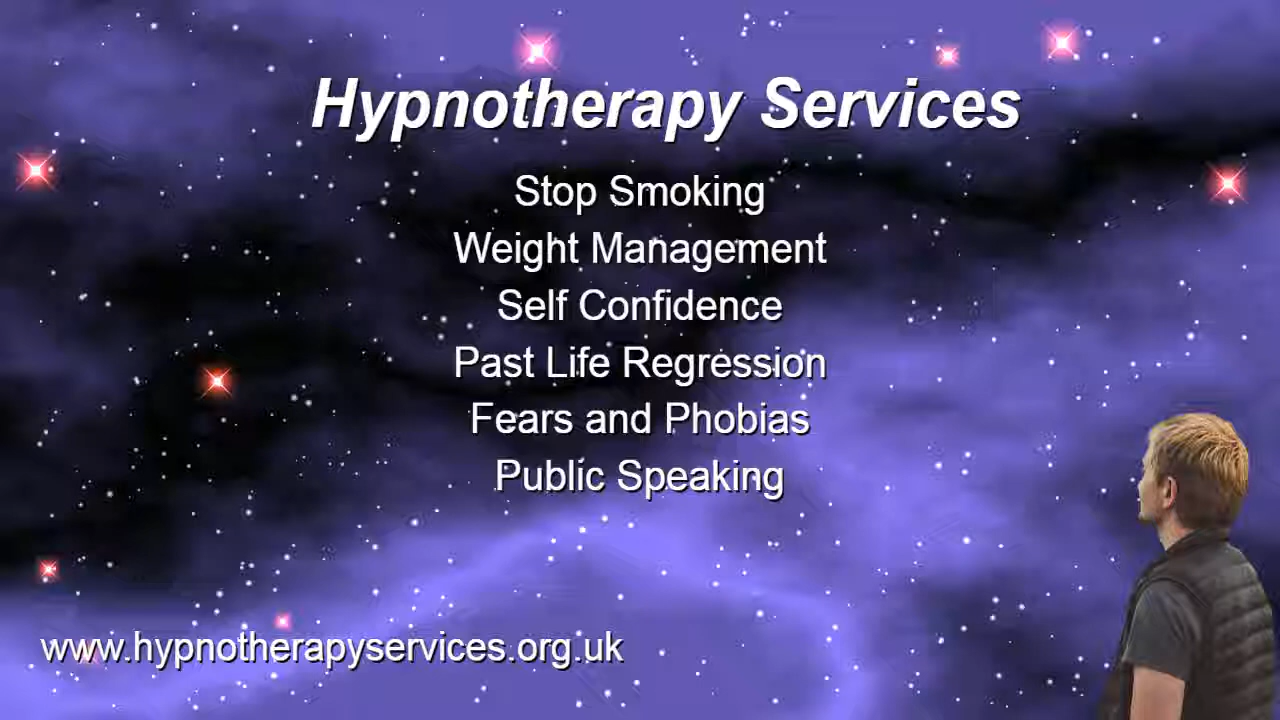 Hypnotherapy Services
Stop Smoking
Weight Management
Self Confidence
Past Life Regression
Fears and Phobias
Public Speaking
www.hypnotherapyservices.org.uk